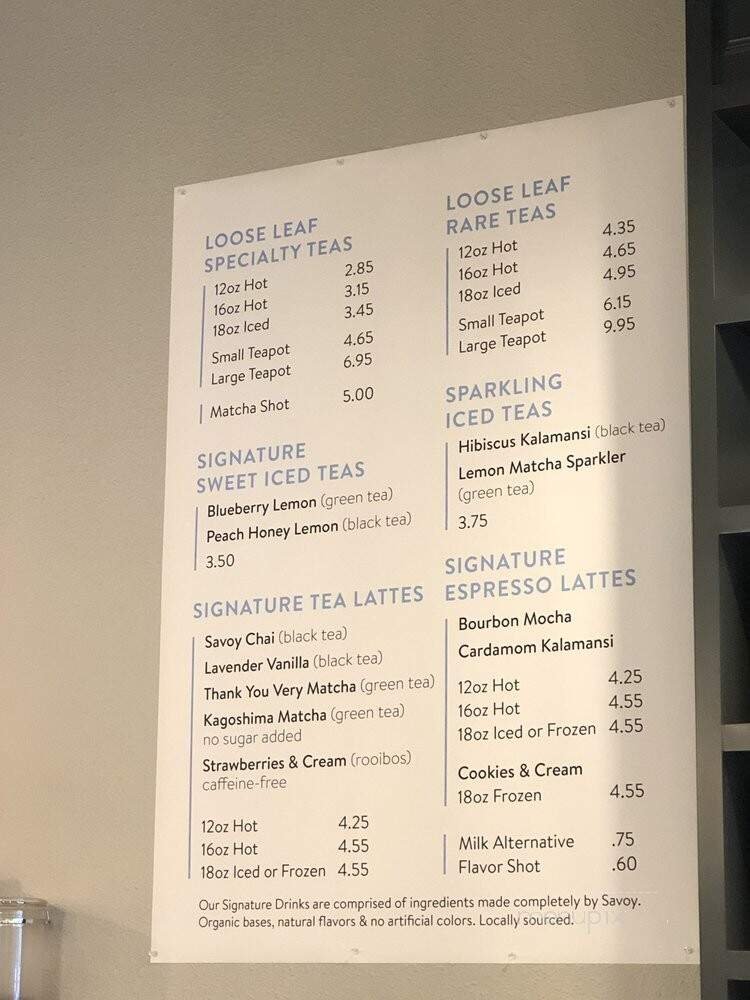 LOOSE LEAF
SPECIALTY TEAS
12oz Hot 2.85
16oz Hot 3.15
18oz Iced 3.45
Small Teapot 4.65
Large Teapot 6.95
Matcha Shot 5.00
SIGNATURE
SWEET ICED TEAS
Blueberry Lemon (green tea)
Peach Honey Lemon (black tea)
3.50
SIGNATURE TEA LATTES
Savoy Chai (black tea)
Lavender Vanilla (black tea)
Thank You Very Matcha (green tea)
Kagoshima Matcha (green tea)
no sugar added
Strawberries & Cream (rooibos)
caffeine-free
12oz Hot 4.25
16oz Hot 4.55
18oz Iced or Frozen 4.55
LOOSE LEAF
RARE TEAS
12oz Hot 4.35
16oz Hot 4.65
18oz Iced 4.95
Small Teapot 6.15
Large Teapot 9.95
SPARKLING
ICED TEAS
Hibiscus Kalamansi (black tea)
Lemon Matcha Sparkler
(green tea)
3.75
SIGNATURE
ESPRESSO LATTES
Bourbon Mocha
Cardamom Kalamansi
12oz Hot 4.25
16oz Hot 4.55
18oz Iced or Frozen 4.55
Cookies & Cream
18oz Frozen 4.55
Milk Alternative .75
Flavor Shot .60
Our Signature Drinks are comprised of ingredients made completely by Savoy.
Organic bases, natural flavors & no artificial colors. Locally sourced.
menupix